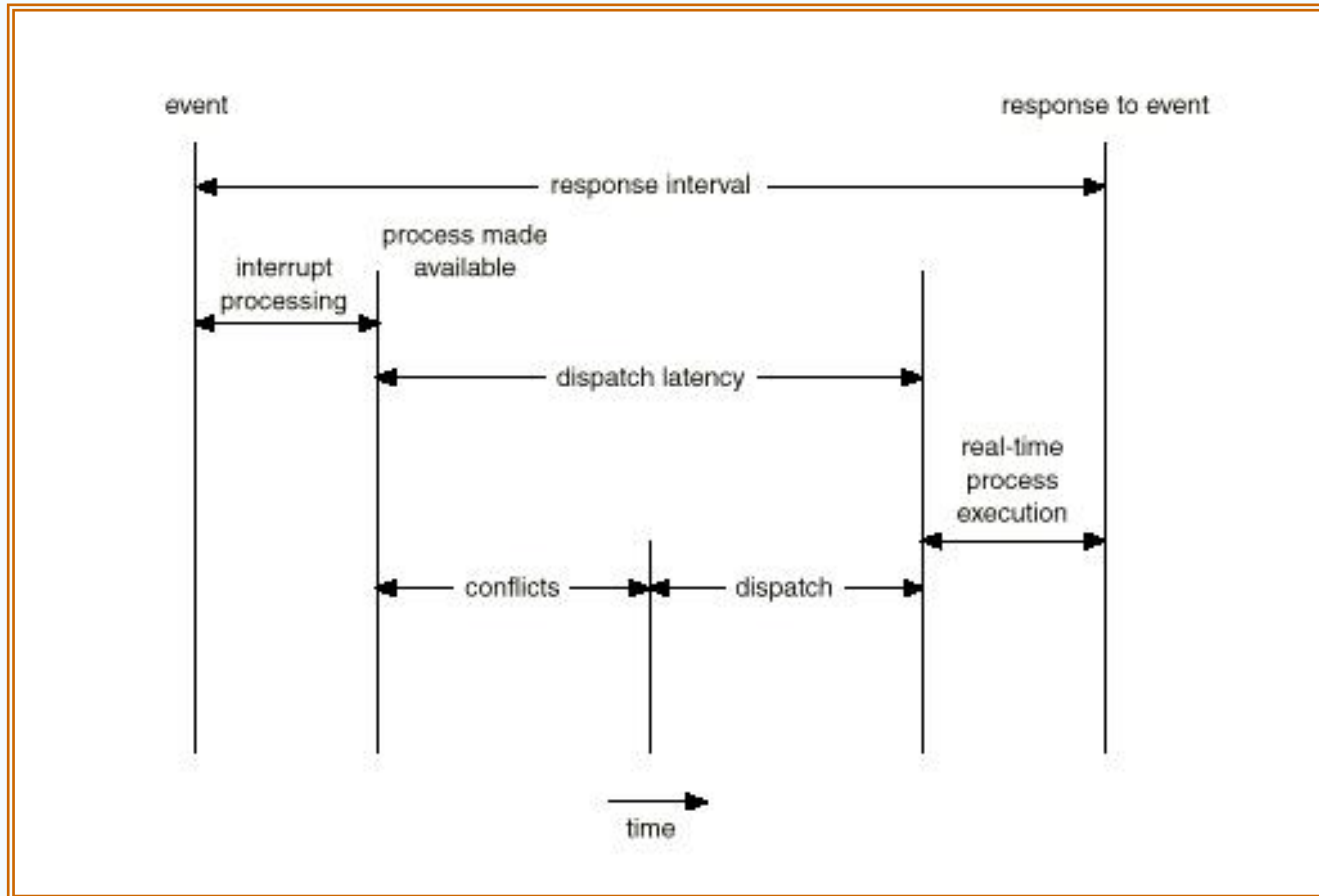 event
response to event
response interval
process made
available
interrupt
processing
dispatch latency
real-time
process
execution
conflicts
dispatch
time